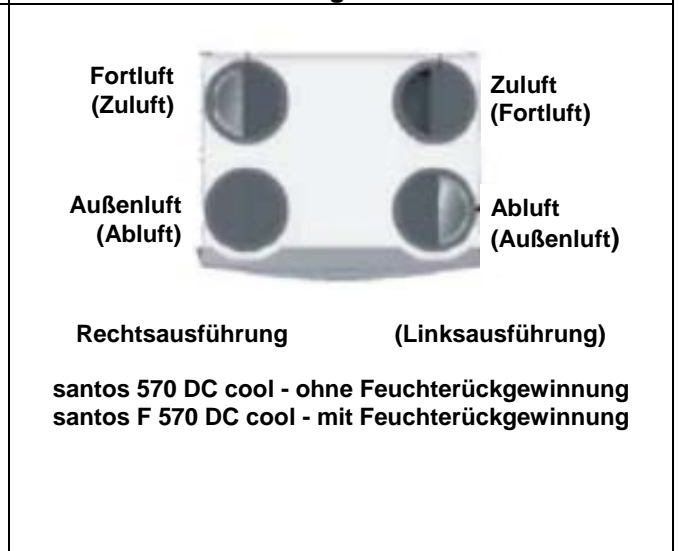 Fortluft
(Zuluft)
Zuluft
(Fortluft)
Außenluft
(Abluft)
Abluft
(Außenluft)
Rechtsausführung (Linksausführung)
santos 570 DC cool - ohne Feuchterückgewinnung
santos F 570 DC cool - mit Feuchterückgewinnung